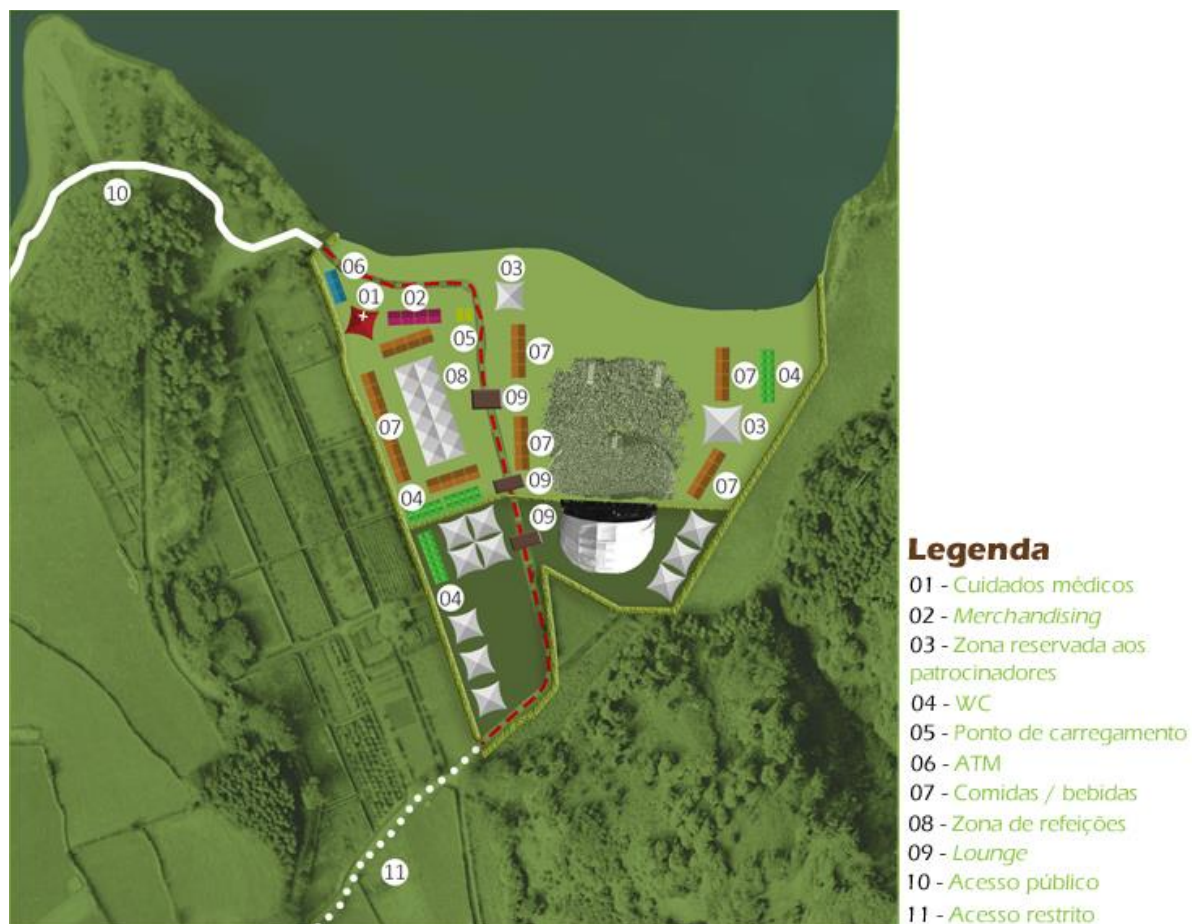 10
06
03
01
02
05
07
08
07
04
09
03
07
07
09
07
04
09
04
11
Legenda
01 - Cuidados médicos
02 - Merchandising
03 - Zona reservada aos
patrocinadores
04 - WC
05 - Ponto de carregamento
06 - ATM
07 - Comidas / bebidas
08 - Zona de refeições
09 - Lounge
10 - Acesso público
11 - Acesso restrito